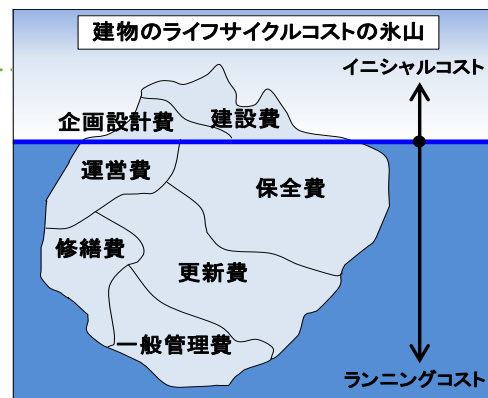 建物のライフサイクルコストの氷山
イニシャルコスト
企画設計費
建設費
運営費
保全費
修繕費
更新費
一般管理費
ランニングコスト